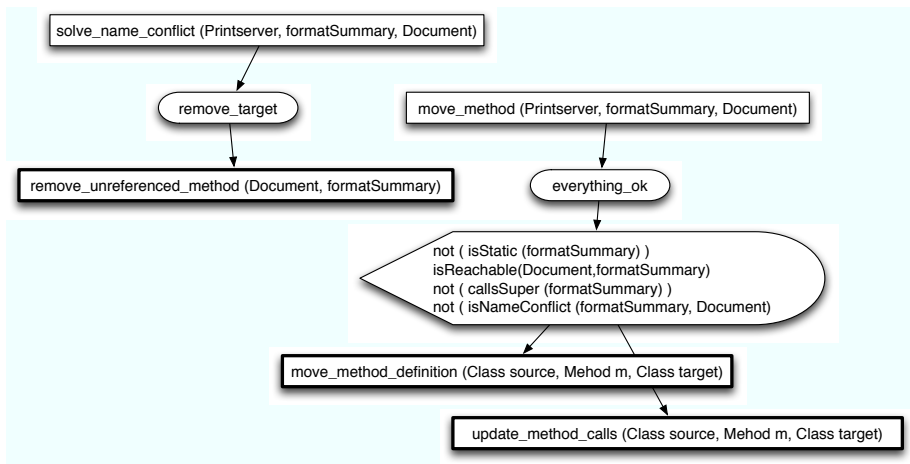 solve_name_conflict (Printserver, formatSummary, Document)
remove_target
move_method (Printserver, formatSummary, Document)
remove_unreferenced_method (Document, formatSummary)
everything_ok
not ( isStatic (formatSummary) )
isReachable(Document,formatSummary)
not ( callsSuper (formatSummary) )
not ( isNameConflict (formatSummary, Document)
move_method_definition (Class source, Mehod m, Class target)
update_method_calls (Class source, Mehod m, Class target)